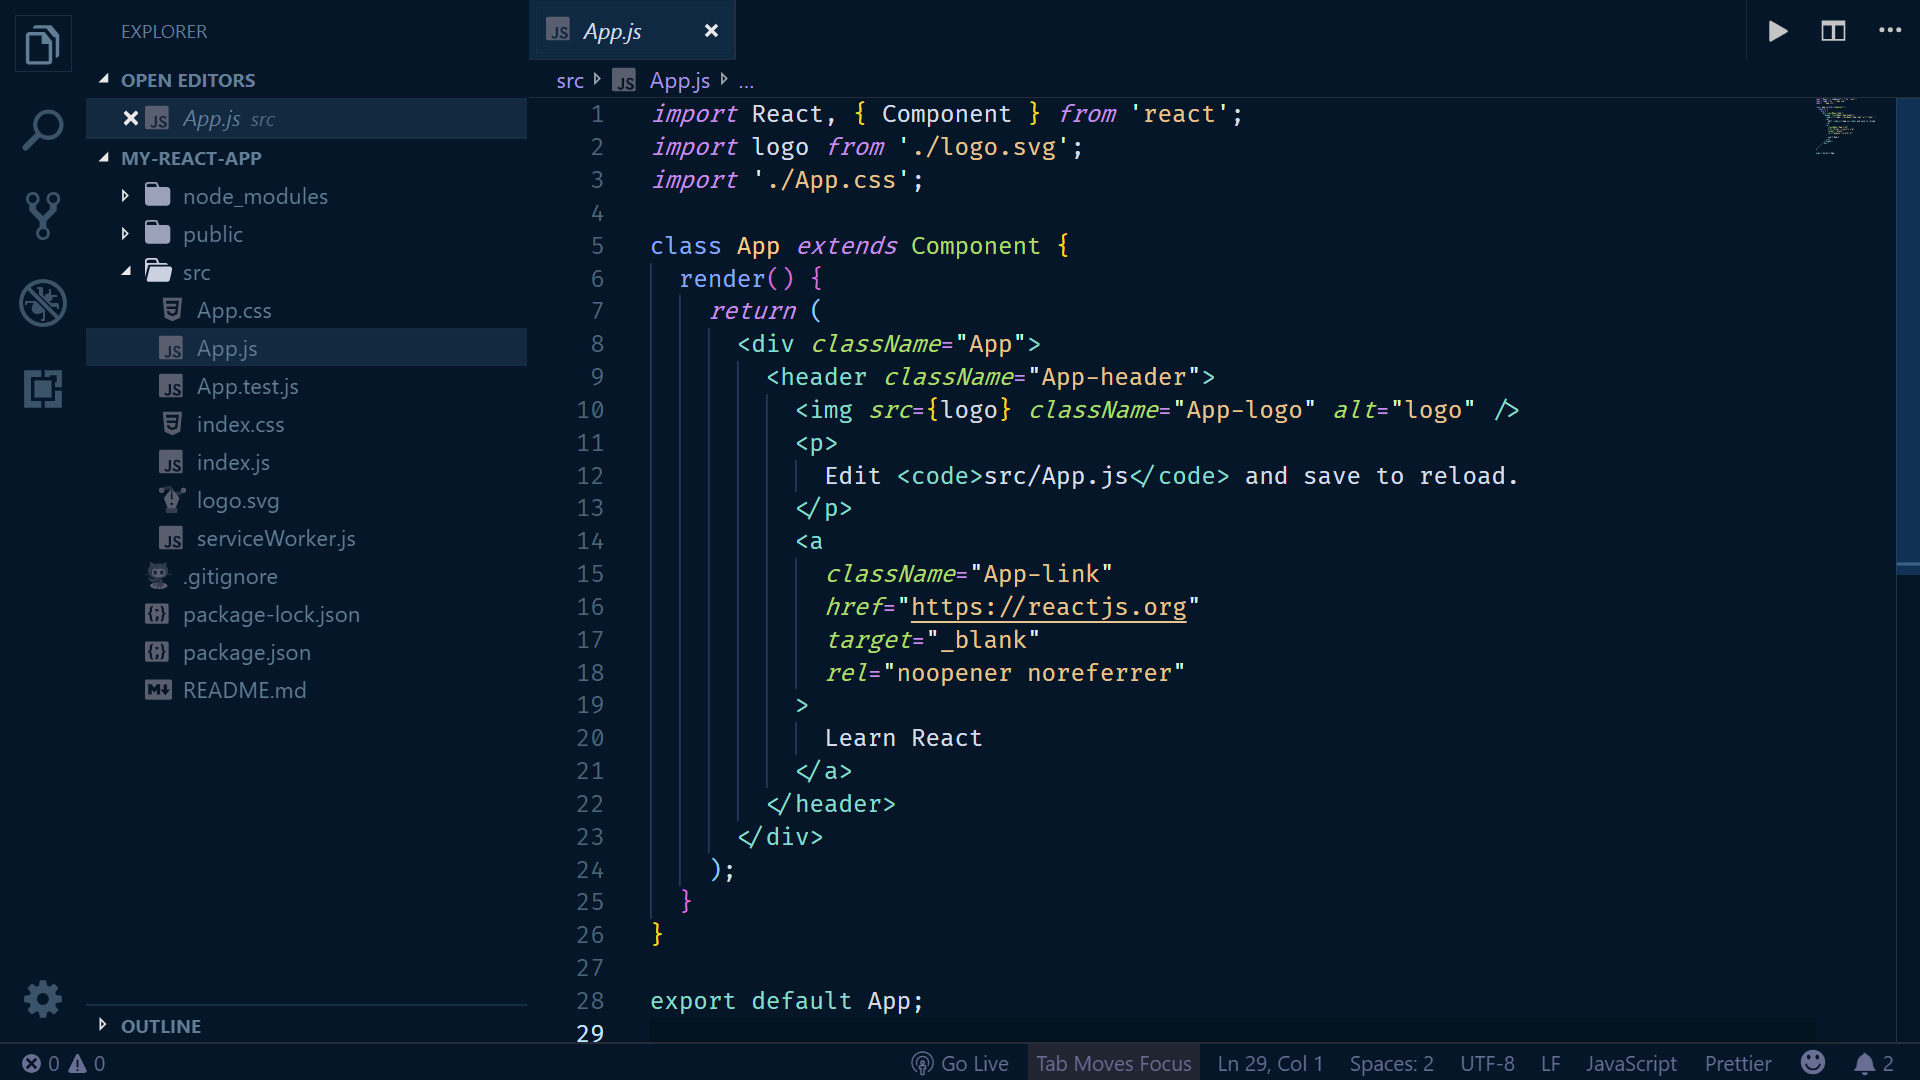 EXPLORER
OPEN EDITORS
JS App.js src
MY-REACT-APP
node_modules
public
src
App.css
JS App.js
JS App.test.js
index.css
JS index.js
logo.svg
JS serviceWorker.js
.gitignore
{;} package-lock.json
{;} package.json
M README.md
OUTLINE
JS App.js
src JS App.js ...
1 import React, { Component } from 'react';
2 import logo from './logo.svg';
3 import './App.css';
4
5 class App extends Component {
6 render() {
7 return (
8 <div className="App">
9 <header className="App-header">
10 <img src={logo} className="App-logo" alt="logo" />
11 <p>
12 Edit <code>src/App.js</code> and save to reload.
13 </p>
14 <a
15 className="App-link"
16 href="https://reactjs.org"
17 target="_blank"
18 rel="noopener noreferrer"
19 >
20 Learn React
21 </a>
22 </header>
23 </div>
24 );
25 }
26 }
27
28 export default App;
29
0 0 Go Live Tab Moves Focus Ln 29, Col 1 Spaces: 2 UTF-8 LF JavaScript Prettier 2